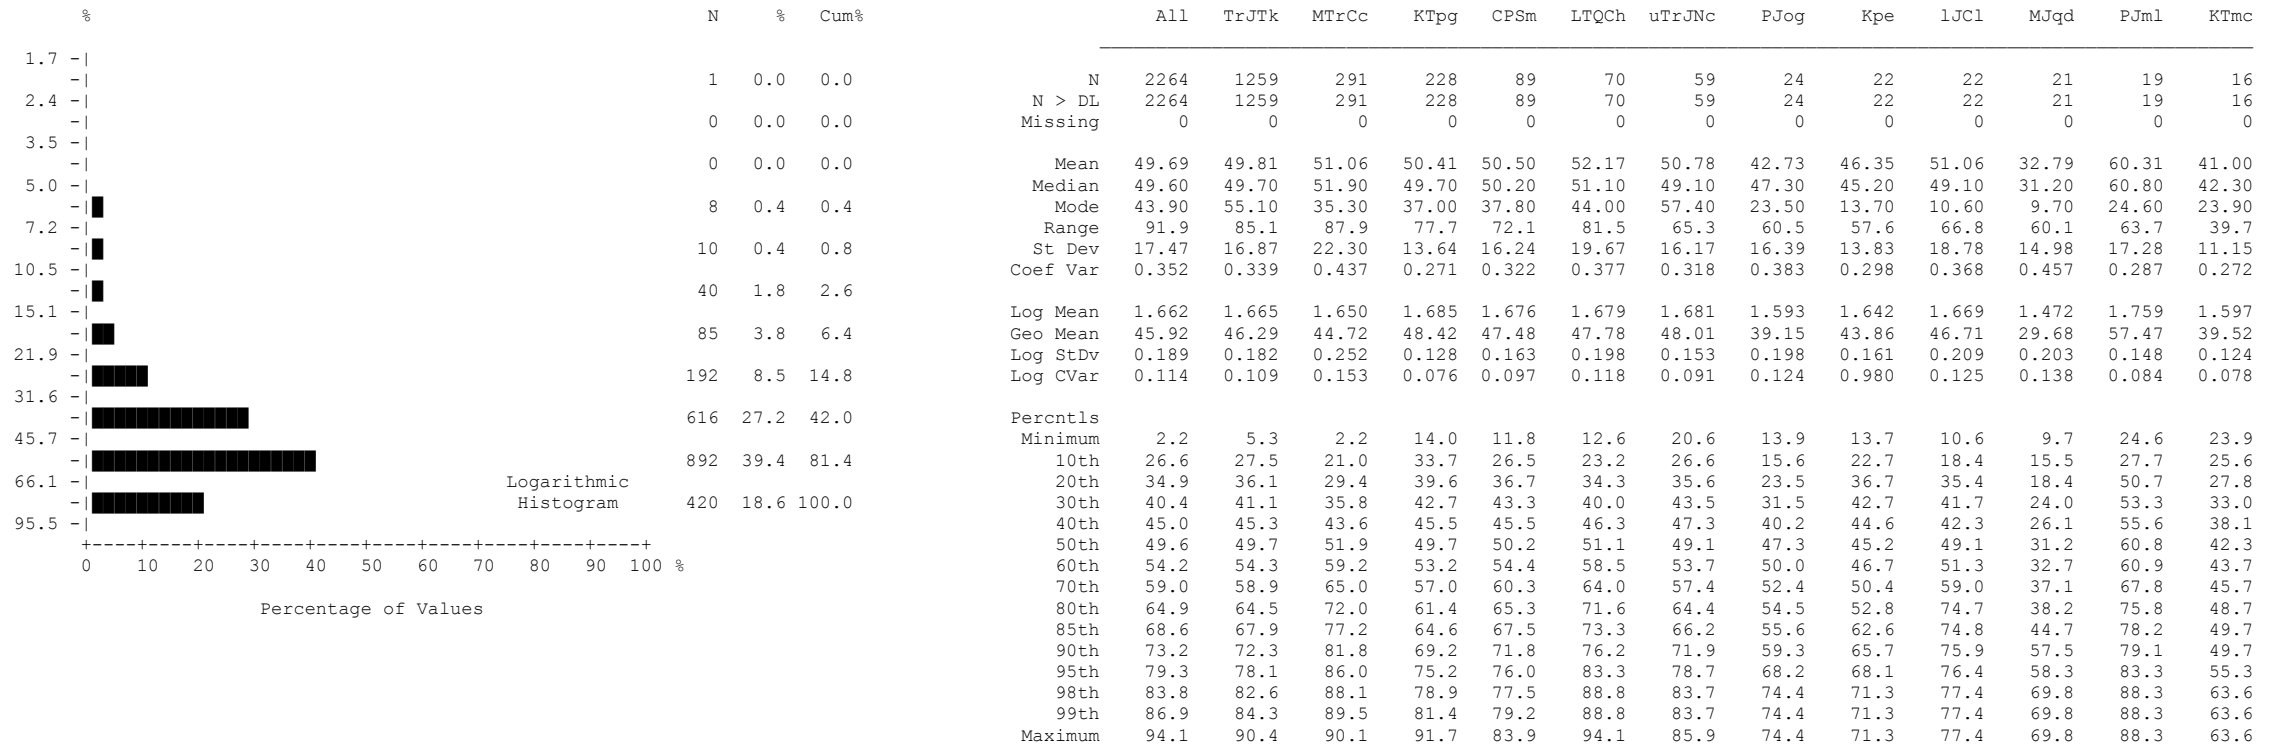 % N % Cum% All TrJTk MTrCc KTpg CPSm LTQCh uTrJNc PJog Kpe lJCl MJqd PJml KTmc
1.7 -|
-| 1 0.0 0.0 N 2264 1259 291 228 89 70 59 24 22 22 21 19 16
2.4 -| N > DL 2264 1259 291 228 89 70 59 24 22 22 21 19 16
-| 0 0.0 0.0 Missing 0 0 0 0 0 0 0 0 0 0 0 0 0
3.5 -|
-| 0 0.0 0.0 Mean 49.69 49.81 51.06 50.41 50.50 52.17 50.78 42.73 46.35 51.06 32.79 60.31 41.00
5.0 -| Median 49.60 49.70 51.90 49.70 50.20 51.10 49.10 47.30 45.20 49.10 31.20 60.80 42.30
-| 8 0.4 0.4 Mode 43.90 55.10 35.30 37.00 37.80 44.00 57.40 23.50 13.70 10.60 9.70 24.60 23.90
7.2 -| Range 91.9 85.1 87.9 77.7 72.1 81.5 65.3 60.5 57.6 66.8 60.1 63.7 39.7
-| 10 0.4 0.8 St Dev 17.47 16.87 22.30 13.64 16.24 19.67 16.17 16.39 13.83 18.78 14.98 17.28 11.15
10.5 -| Coef Var 0.352 0.339 0.437 0.271 0.322 0.377 0.318 0.383 0.298 0.368 0.457 0.287 0.272
-| 40 1.8 2.6
15.1 -| Log Mean 1.662 1.665 1.650 1.685 1.676 1.679 1.681 1.593 1.642 1.669 1.472 1.759 1.597
-| 85 3.8 6.4 Geo Mean 45.92 46.29 44.72 48.42 47.48 47.78 48.01 39.15 43.86 46.71 29.68 57.47 39.52
21.9 -| Log StDv 0.189 0.182 0.252 0.128 0.163 0.198 0.153 0.198 0.161 0.209 0.203 0.148 0.124
-| 192 8.5 14.8 Log CVar 0.114 0.109 0.153 0.076 0.097 0.118 0.091 0.124 0.980 0.125 0.138 0.084 0.078
31.6 -|
-| 616 27.2 42.0 Percntls
45.7 -| Minimum 2.2 5.3 2.2 14.0 11.8 12.6 20.6 13.9 13.7 10.6 9.7 24.6 23.9
-| 892 39.4 81.4 10th 26.6 27.5 21.0 33.7 26.5 23.2 26.6 15.6 22.7 18.4 15.5 27.7 25.6
66.1 -| Logarithmic 20th 34.9 36.1 29.4 39.6 36.7 34.3 35.6 23.5 36.7 35.4 18.4 50.7 27.8
-| Histogram 420 18.6 100.0 30th 40.4 41.1 35.8 42.7 43.3 40.0 43.5 31.5 42.7 41.7 24.0 53.3 33.0
95.5 -| 40th 45.0 45.3 43.6 45.5 45.5 46.3 47.3 40.2 44.6 42.3 26.1 55.6 38.1
+----+----+----+----+----+----+----+----+----+----+----+----+----+----+----+----+----+----+----+----+ 50th 49.6 49.7 51.9 49.7 50.2 51.1 49.1 47.3 45.2 49.1 31.2 60.8 42.3
0 10 20 30 40 50 60 70 80 90 100 % 60th 54.2 54.3 59.2 53.2 54.4 58.5 53.7 50.0 46.7 51.3 32.7 60.9 43.7
70th 59.0 58.9 65.0 57.0 60.3 64.0 57.4 52.4 50.4 59.0 37.1 67.8 45.7
Percentage of Values 80th 64.9 64.5 72.0 61.4 65.3 71.6 64.4 54.5 52.8 74.7 38.2 75.8 48.7
85th 68.6 67.9 77.2 64.6 67.5 73.3 66.2 55.6 62.6 74.8 44.7 78.2 49.7
90th 73.2 72.3 81.8 69.2 71.8 76.2 71.9 59.3 65.7 75.9 57.5 79.1 49.7
95th 79.3 78.1 86.0 75.2 76.0 83.3 78.7 68.2 68.1 76.4 58.3 83.3 55.3
98th 83.8 82.6 88.1 78.9 77.5 88.8 83.7 74.4 71.3 77.4 69.8 88.3 63.6
99th 86.9 84.3 89.5 81.4 79.2 88.8 83.7 74.4 71.3 77.4 69.8 88.3 63.6
Maximum 94.1 90.4 90.1 91.7 83.9 94.1 85.9 74.4 71.3 77.4 69.8 88.3 63.6